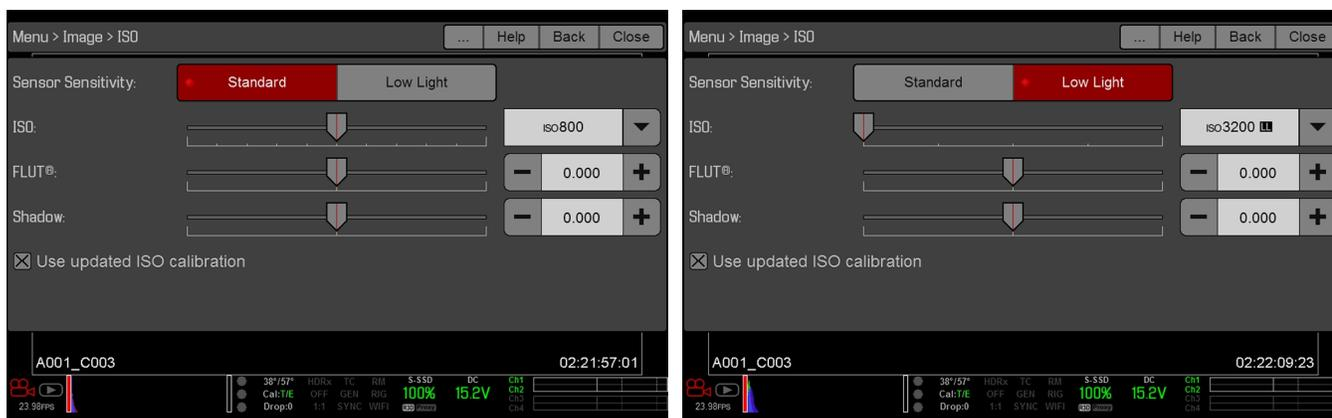 Menu > Image > ISO
... Help Back Close
Sensor Sensitivity: Standard Low Light
ISO: ISO800
FLUT®: 0.000
Shadow: 0.000
Use updated ISO calibration
A001_C003 02:21:57:01
38°/57° HDRx TC RM S-SSD DC Ch1
Cal:T/E OFF GEN RIG 100% 15.2V Ch2
Ch3
23.98FPS Drop:0 1:1 SYNC WIFI R3D Proxy Ch4
Menu > Image > ISO
... Help Back Close
Sensor Sensitivity: Standard Low Light
ISO: ISO3200 LL
FLUT®: 0.000
Shadow: 0.000
Use updated ISO calibration
A001_C003 02:22:09:23
38°/57° HDRx TC RM S-SSD DC Ch1
Cal:T/E OFF GEN RIG 100% 15.2V Ch2
Ch3
23.98FPS Drop:0 1:1 SYNC WIFI R3D Proxy Ch4